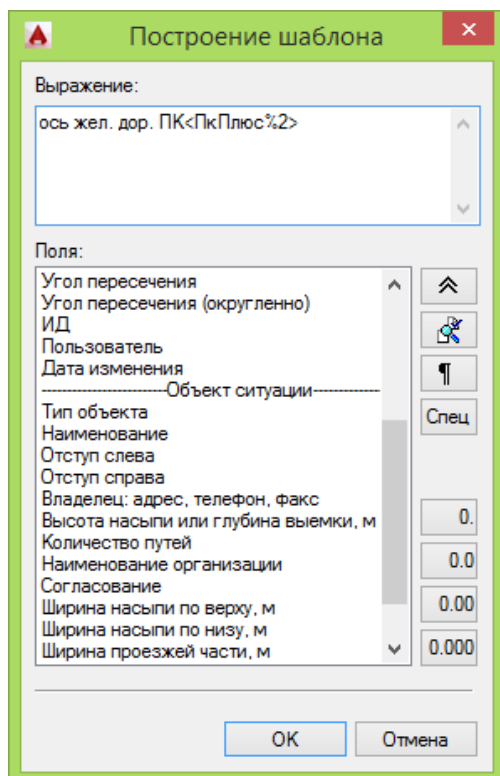 Построение шаблона
Выражение:
ось жел. дор. ПК<ПкПлюс%2>
Поля:
Угол пересечения
Угол пересечения (округленно)
ИД
Пользователь
Дата изменения
-------------------------Объект ситуации-------------
Тип объекта
Наименование
Отступ слева
Отступ справа
Владелец: адрес, телефон, факс
Высота насыпи или глубина выемки, м
Количество путей
Наименование организации
Согласование
Ширина насыпи по верху, м
Ширина насыпи по низу, м
Ширина проезжей части, м
¶
Спец
0.
0.0
0.00
0.000
OK
Отмена